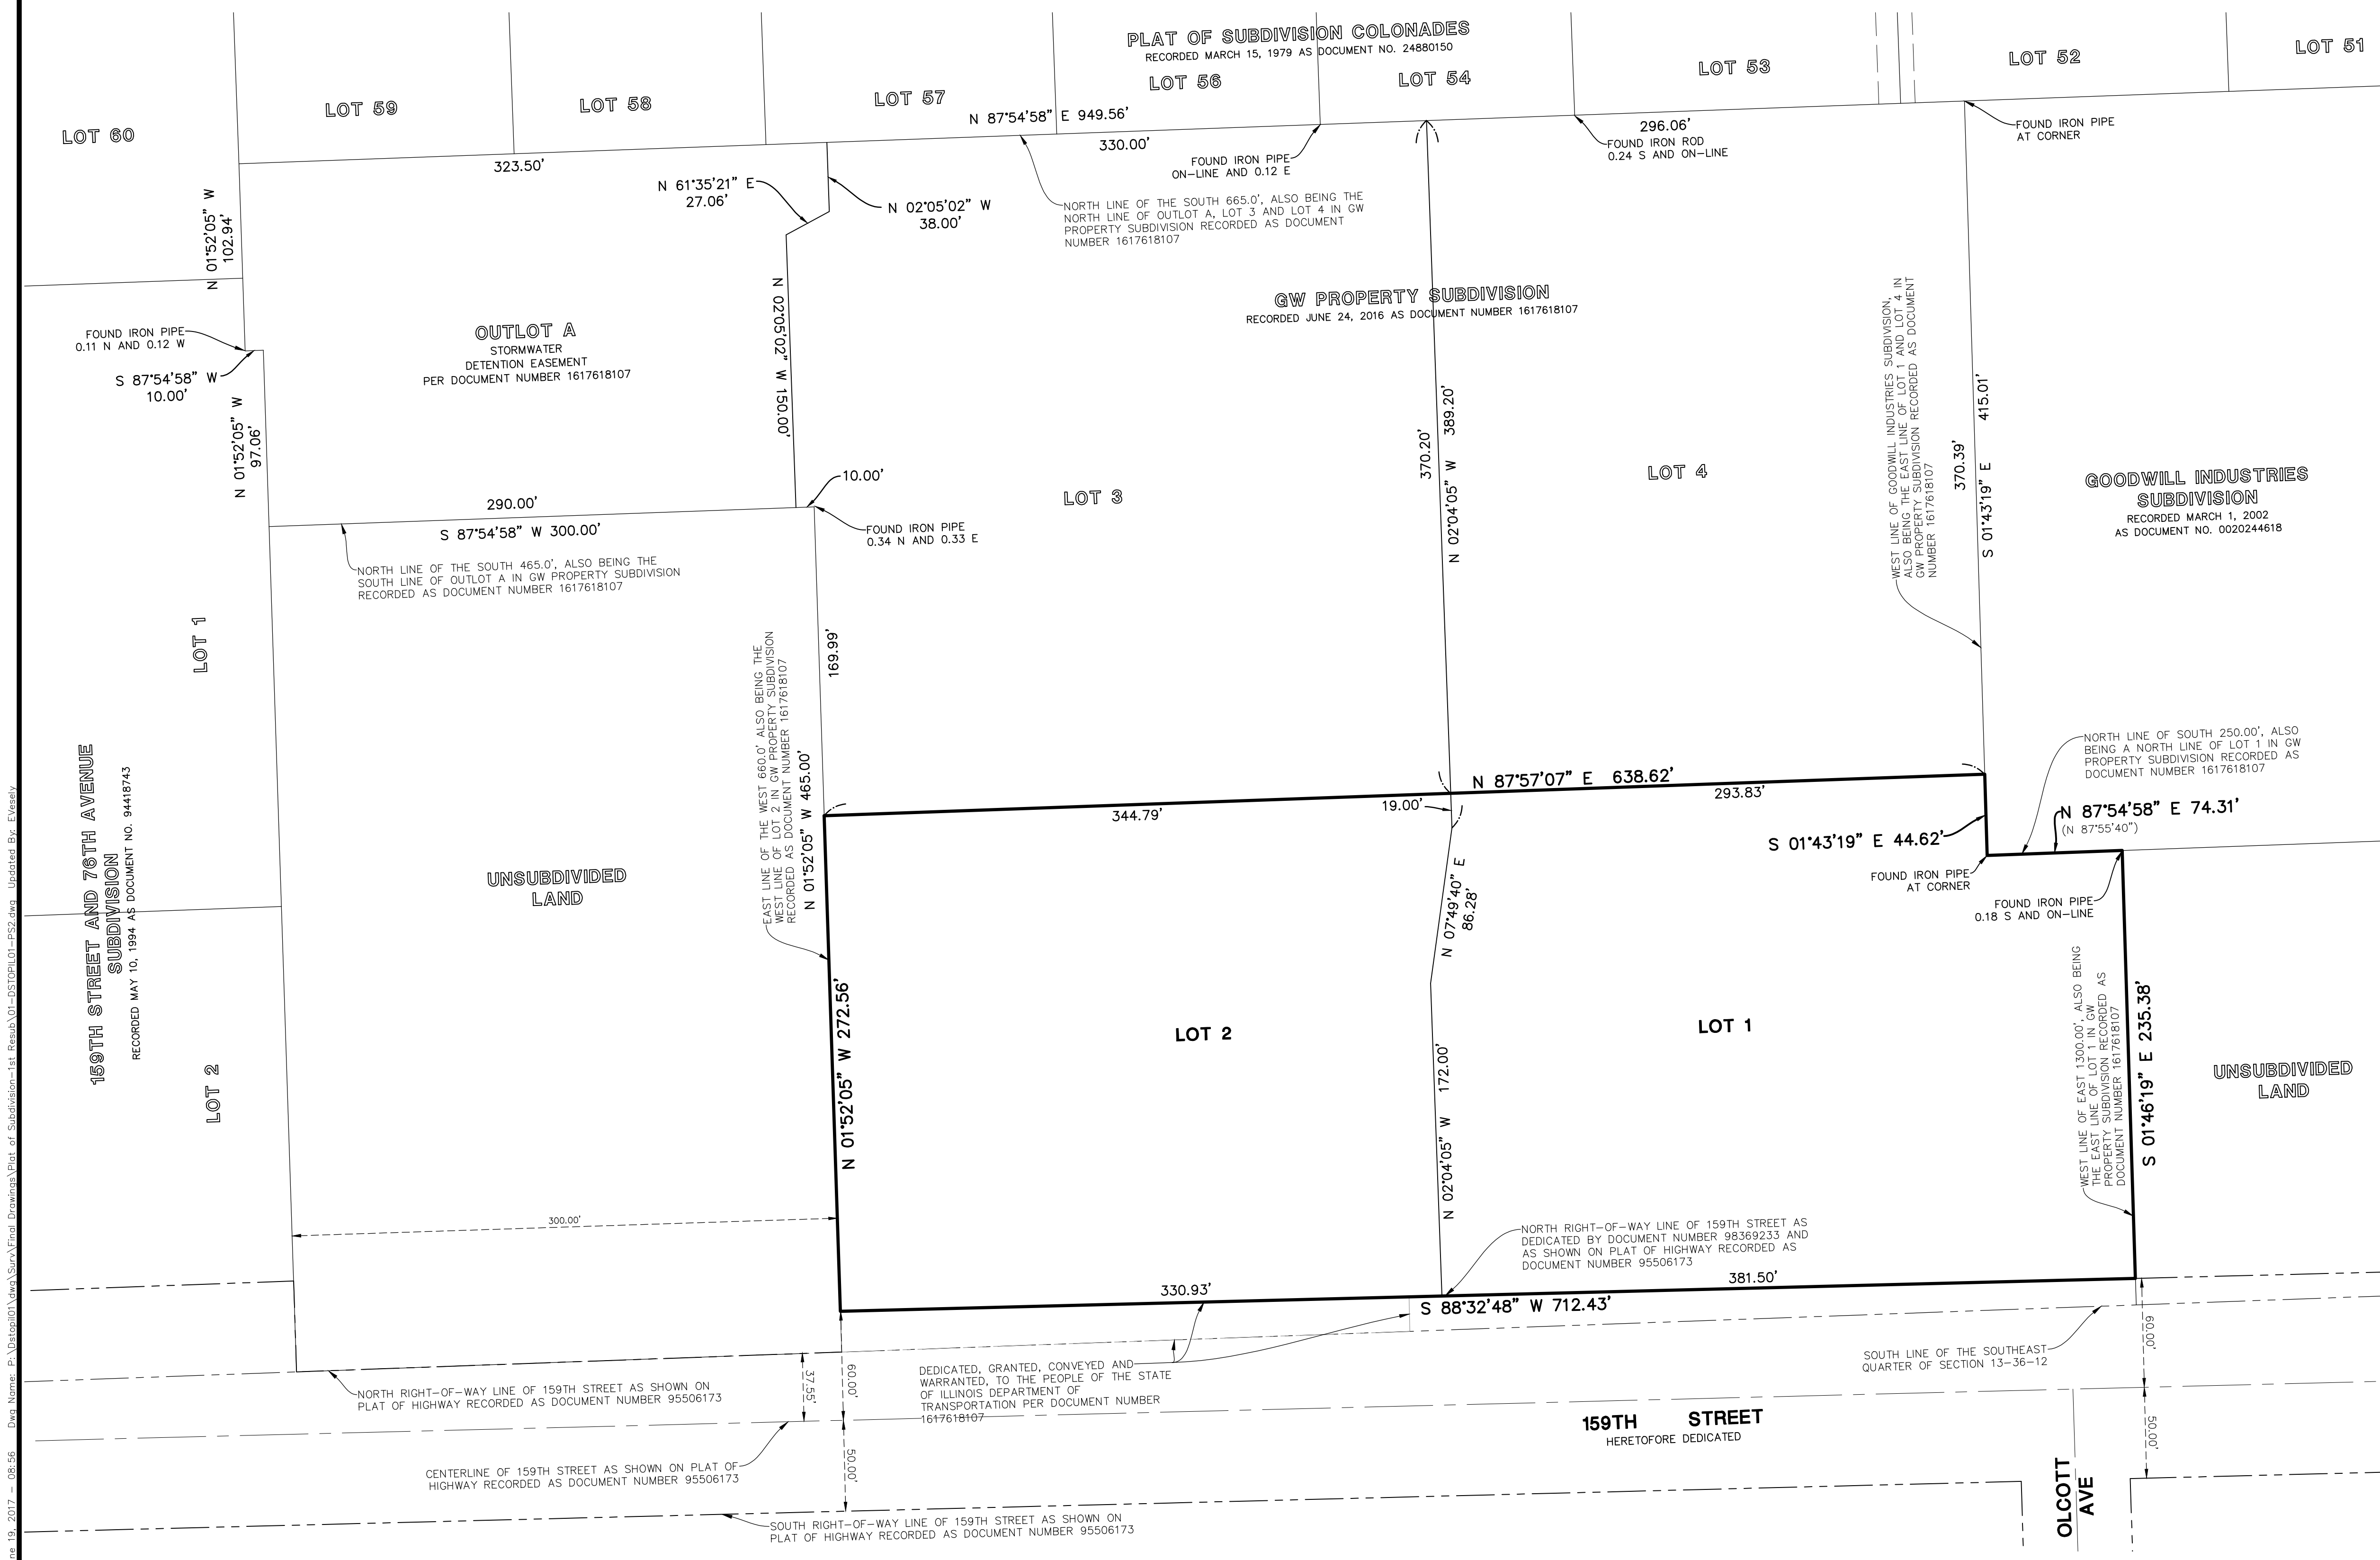 PLAT OF SUBDIVISION COLONADES
RECORDED MARCH 15, 1979 AS DOCUMENT NO. 24880150
LOT 60
LOT 59
LOT 58
LOT 57
LOT 56
LOT 54
LOT 53
LOT 52
LOT 51
N 87°54'58" E 949.56'
323.50'
330.00'
296.06'
FOUND IRON PIPE
ON-LINE AND 0.12 E
FOUND IRON ROD
0.24 S AND ON-LINE
FOUND IRON PIPE
AT CORNER
N 61°35'21" E
27.06'
N 02°05'02" W
38.00'
NORTH LINE OF THE SOUTH 665.0', ALSO BEING THE
NORTH LINE OF OUTLOT A, LOT 3 AND LOT 4 IN GW
PROPERTY SUBDIVISION RECORDED AS DOCUMENT
NUMBER 1617618107
N 01°52'05" W
102.94'
FOUND IRON PIPE
0.11 N AND 0.12 W
S 87°54'58" W
10.00'
N 01°52'05" W
97.06'
OUTLOT A
STORMWATER
DETENTION EASEMENT
PER DOCUMENT NUMBER 1617618107
N 02°05'02" W 150.00'
GW PROPERTY SUBDIVISION
RECORDED JUNE 24, 2016 AS DOCUMENT NUMBER 1617618107
370.20'
N 02°04'05" W 389.20'
WEST LINE OF GOODWILL INDUSTRIES SUBDIVISION,
ALSO BEING THE EAST LINE OF LOT 1 AND LOT 4 IN
GW PROPERTY SUBDIVISION RECORDED AS DOCUMENT
NUMBER 1617618107
370.39'
S 01°43'19" E 415.01'
LOT 3
LOT 4
GOODWILL INDUSTRIES
SUBDIVISION
RECORDED MARCH 1, 2002
AS DOCUMENT NO. 0020244618
290.00'
S 87°54'58" W 300.00'
10.00'
FOUND IRON PIPE
0.34 N AND 0.33 E
NORTH LINE OF THE SOUTH 465.0', ALSO BEING THE
SOUTH LINE OF OUTLOT A IN GW PROPERTY SUBDIVISION
RECORDED AS DOCUMENT NUMBER 1617618107
LOT 1
169.99'
EAST LINE OF THE WEST 660.0' ALSO BEING THE
WEST LINE OF LOT 2 IN GW PROPERTY SUBDIVISION
RECORDED AS DOCUMENT NUMBER 1617618107
N 01°52'05" W 465.00'
159TH STREET AND 76TH AVENUE
SUBDIVISION
RECORDED MAY 10, 1994 AS DOCUMENT NO. 94418743
N 87°57'07" E 638.62'
344.79'
19.00'
293.83'
NORTH LINE OF SOUTH 250.00', ALSO
BEING A NORTH LINE OF LOT 1 IN GW
PROPERTY SUBDIVISION RECORDED AS
DOCUMENT NUMBER 1617618107
N 87°54'58" E 74.31'
(N 87°55'40")
S 01°43'19" E 44.62'
FOUND IRON PIPE
AT CORNER
FOUND IRON PIPE
0.18 S AND ON-LINE
UNSUBDIVIDED
LAND
N 07°49'40" E
86.28'
N 01°52'05" W 272.56'
LOT 2
LOT 2
LOT 1
N 02°04'05" W 172.00'
WEST LINE OF EAST 1300.00', ALSO BEING
THE EAST LINE OF LOT 1 IN GW
PROPERTY SUBDIVISION RECORDED AS
DOCUMENT NUMBER 1617618107
S 01°46'19" E 235.38'
UNSUBDIVIDED
LAND
300.00'
NORTH RIGHT-OF-WAY LINE OF 159TH STREET AS
DEDICATED BY DOCUMENT NUMBER 98369233 AND
AS SHOWN ON PLAT OF HIGHWAY RECORDED AS
DOCUMENT NUMBER 95506173
330.93'
381.50'
S 88°32'48" W 712.43'
60.00'
SOUTH LINE OF THE SOUTHEAST
QUARTER OF SECTION 13-36-12
37.55'
60.00'
DEDICATED, GRANTED, CONVEYED AND
WARRANTED, TO THE PEOPLE OF THE STATE
OF ILLINOIS DEPARTMENT OF
TRANSPORTATION PER DOCUMENT NUMBER
1617618107
NORTH RIGHT-OF-WAY LINE OF 159TH STREET AS SHOWN ON
PLAT OF HIGHWAY RECORDED AS DOCUMENT NUMBER 95506173
159TH STREET
HERETOFORE DEDICATED
50.00'
50.00'
CENTERLINE OF 159TH STREET AS SHOWN ON PLAT OF
HIGHWAY RECORDED AS DOCUMENT NUMBER 95506173
OLCOTT
AVE
SOUTH RIGHT-OF-WAY LINE OF 159TH STREET AS SHOWN ON
PLAT OF HIGHWAY RECORDED AS DOCUMENT NUMBER 95506173
ne 19, 2017 - 08:56 Dwg Name: P:\Dstopil01\dwg\Surv\Final Drawings\Plat of Subdivision-1st Resub\01-DSTOPIL01-PS2.dwg Updated By: EVesely